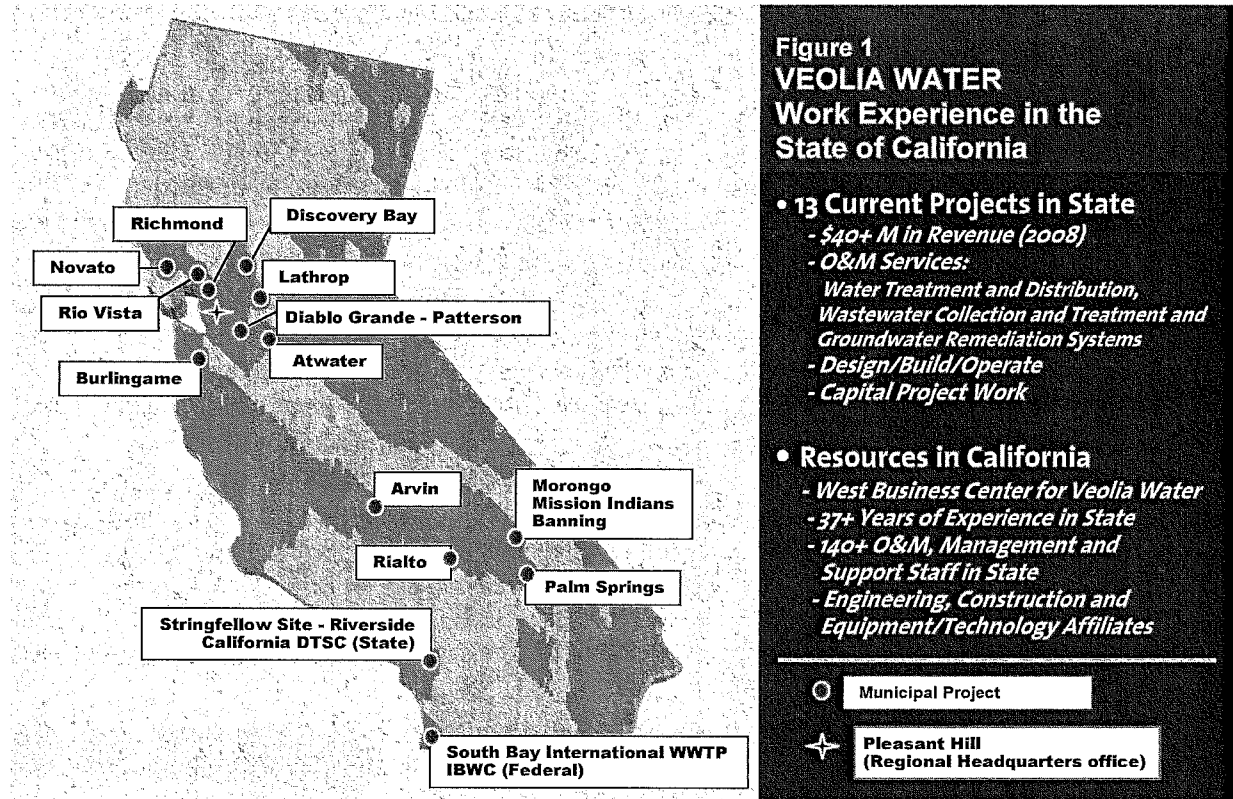 Richmond
Discovery Bay
Novato
Lathrop
Rio Vista
Diablo Grande - Patterson
Atwater
Burlingame
Arvin
Morongo
Mission Indians
Banning
Rialto
Palm Springs
Stringfellow Site - Riverside
California DTSC (State)
South Bay International WWTP
IBWC (Federal)
Figure 1
VEOLIA WATER
Work Experience in the
State of California
• 13 Current Projects in State
- $40+ M in Revenue (2008)
- O&M Services:
Water Treatment and Distribution,
Wastewater Collection and Treatment and
Groundwater Remediation Systems
- Design/Build/Operate
- Capital Project Work
• Resources in California
- West Business Center for Veolia Water
- 37+ Years of Experience in State
- 140+ O&M, Management and
Support Staff in State
- Engineering, Construction and
Equipment/Technology Affiliates
Municipal Project
Pleasant Hill
(Regional Headquarters office)